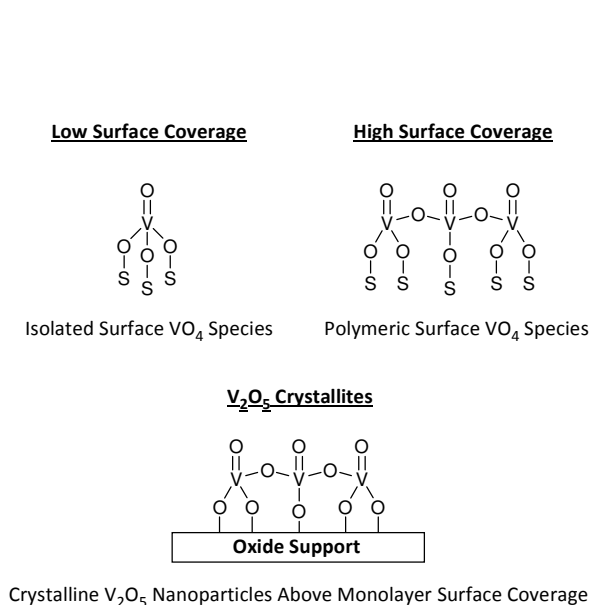 Low Surface Coverage
High Surface Coverage
O
V
O O O
S S S
O O O
V O V O V
O O O O O
S S S S S
Isolated Surface VO₄ Species
Polymeric Surface VO₄ Species
V₂O₅ Crystallites
O O O
V O V O V
O O O O O
Oxide Support
Crystalline V₂O₅ Nanoparticles Above Monolayer Surface Coverage